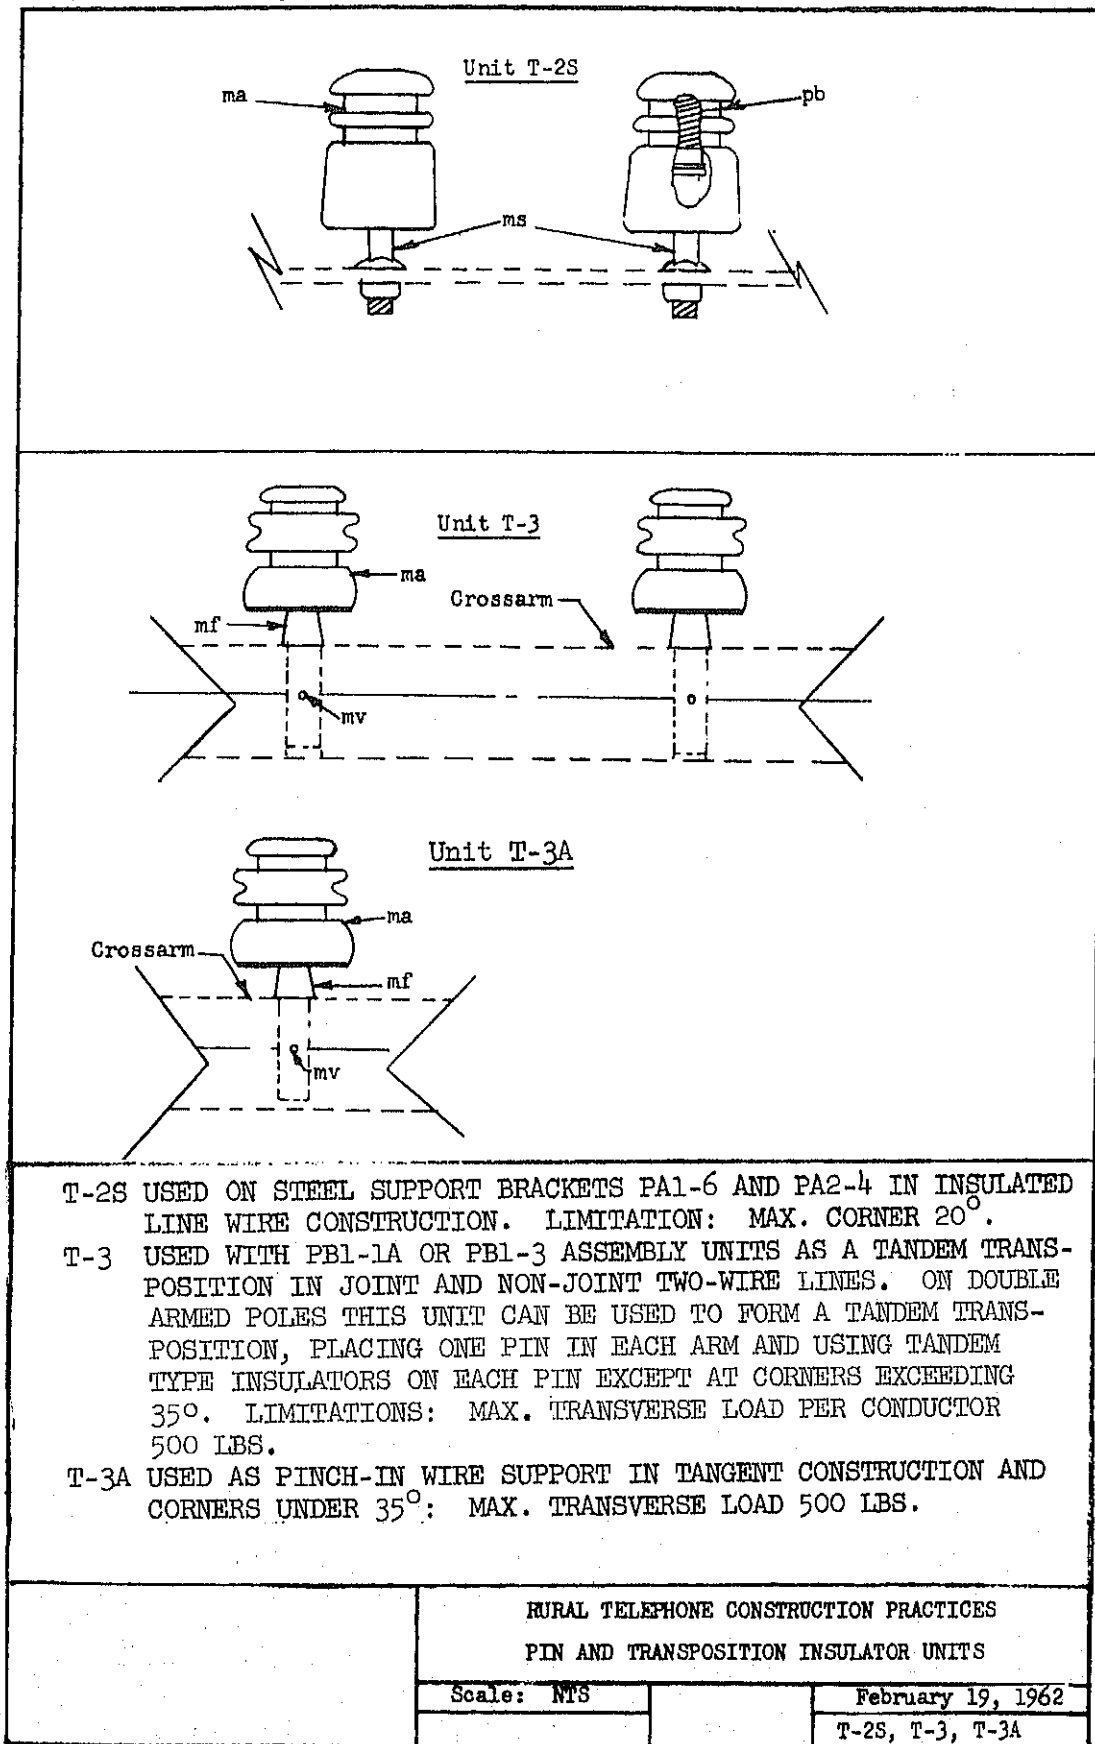 Unit T-2S
ma
pb
ms
Unit T-3
ma
Crossarm
mf
mv
Unit T-3A
ma
Crossarm
mf
mv
T-2S USED ON STEEL SUPPORT BRACKETS PA1-6 AND PA2-4 IN INSULATED
LINE WIRE CONSTRUCTION. LIMITATION: MAX. CORNER 20°.
T-3 USED WITH PB1-1A OR PB1-3 ASSEMBLY UNITS AS A TANDEM TRANS-
POSITION IN JOINT AND NON-JOINT TWO-WIRE LINES. ON DOUBLE
ARMED POLES THIS UNIT CAN BE USED TO FORM A TANDEM TRANS-
POSITION, PLACING ONE PIN IN EACH ARM AND USING TANDEM
TYPE INSULATORS ON EACH PIN EXCEPT AT CORNERS EXCEEDING
35°. LIMITATIONS: MAX. TRANSVERSE LOAD PER CONDUCTOR
500 LBS.
T-3A USED AS PINCH-IN WIRE SUPPORT IN TANGENT CONSTRUCTION AND
CORNERS UNDER 35°: MAX. TRANSVERSE LOAD 500 LBS.
RURAL TELEPHONE CONSTRUCTION PRACTICES
PIN AND TRANSPOSITION INSULATOR UNITS
Scale: NTS
February 19, 1962
T-2S, T-3, T-3A